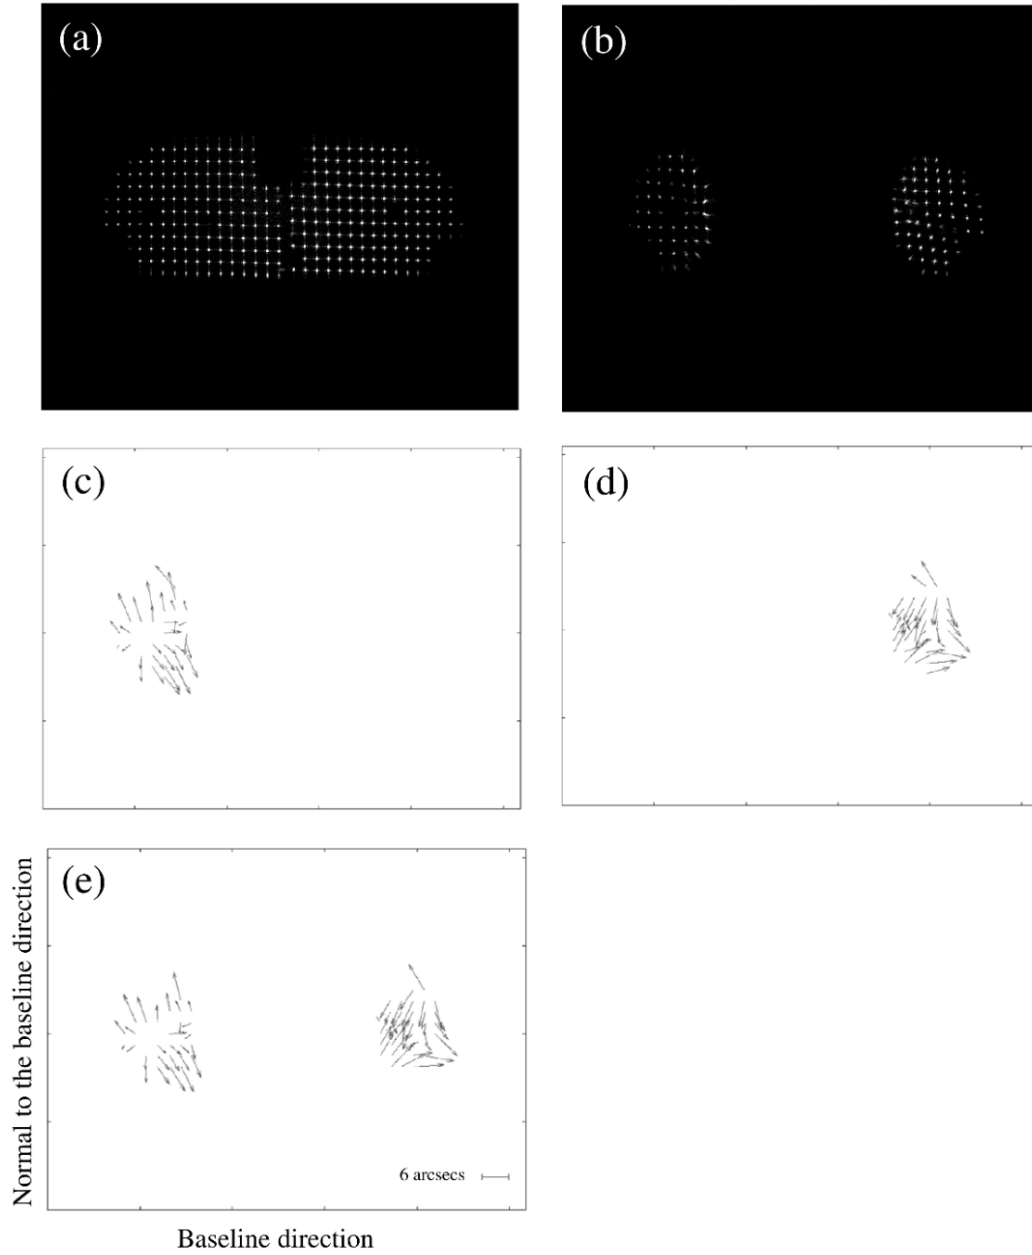 (a)
(b)
(c)
(d)
(e)
Normal to the baseline direction
6 arcsecs
Baseline direction